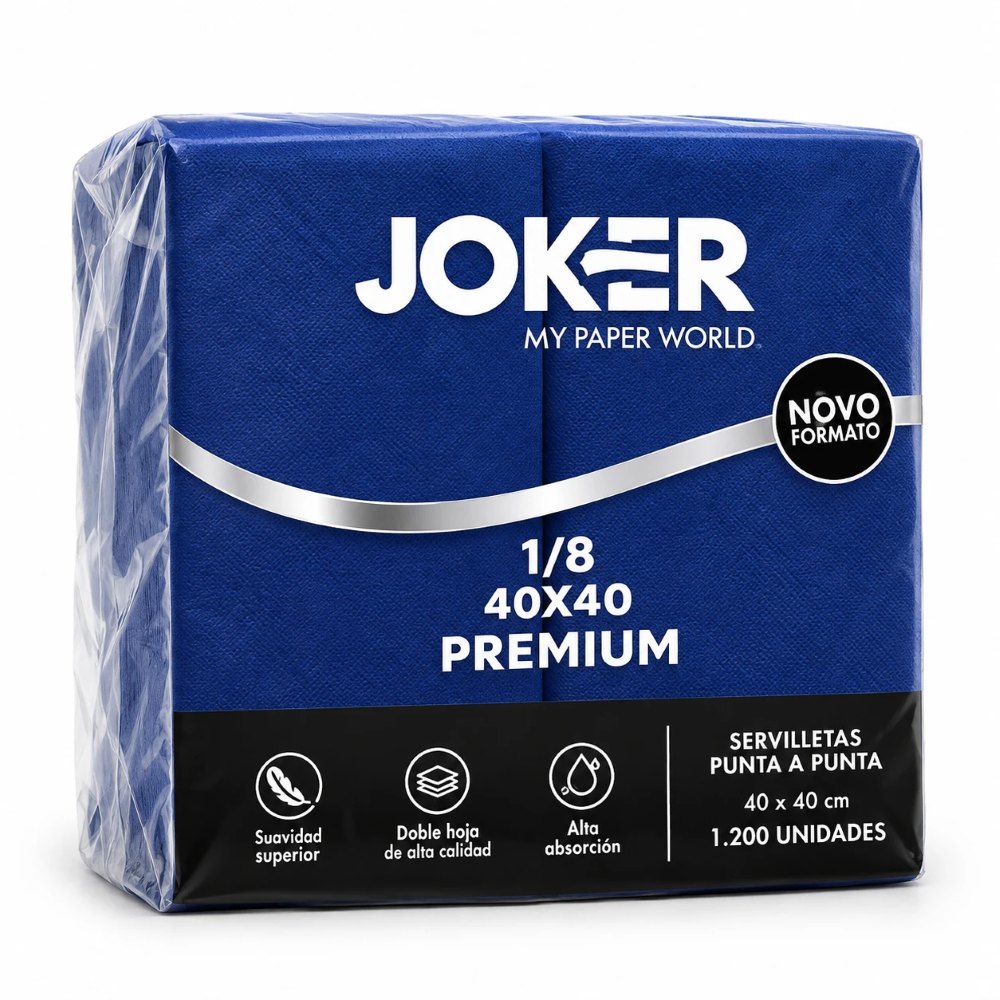 JOKER
MY PAPER WORLD
NOVO
FORMATO
1/8
40X40
PREMIUM
Suavidad
superior
Doble hoja
de alta calidad
Alta
absorción
SERVILLETAS
PUNTA A PUNTA
40 x 40 cm
1.200 UNIDADES